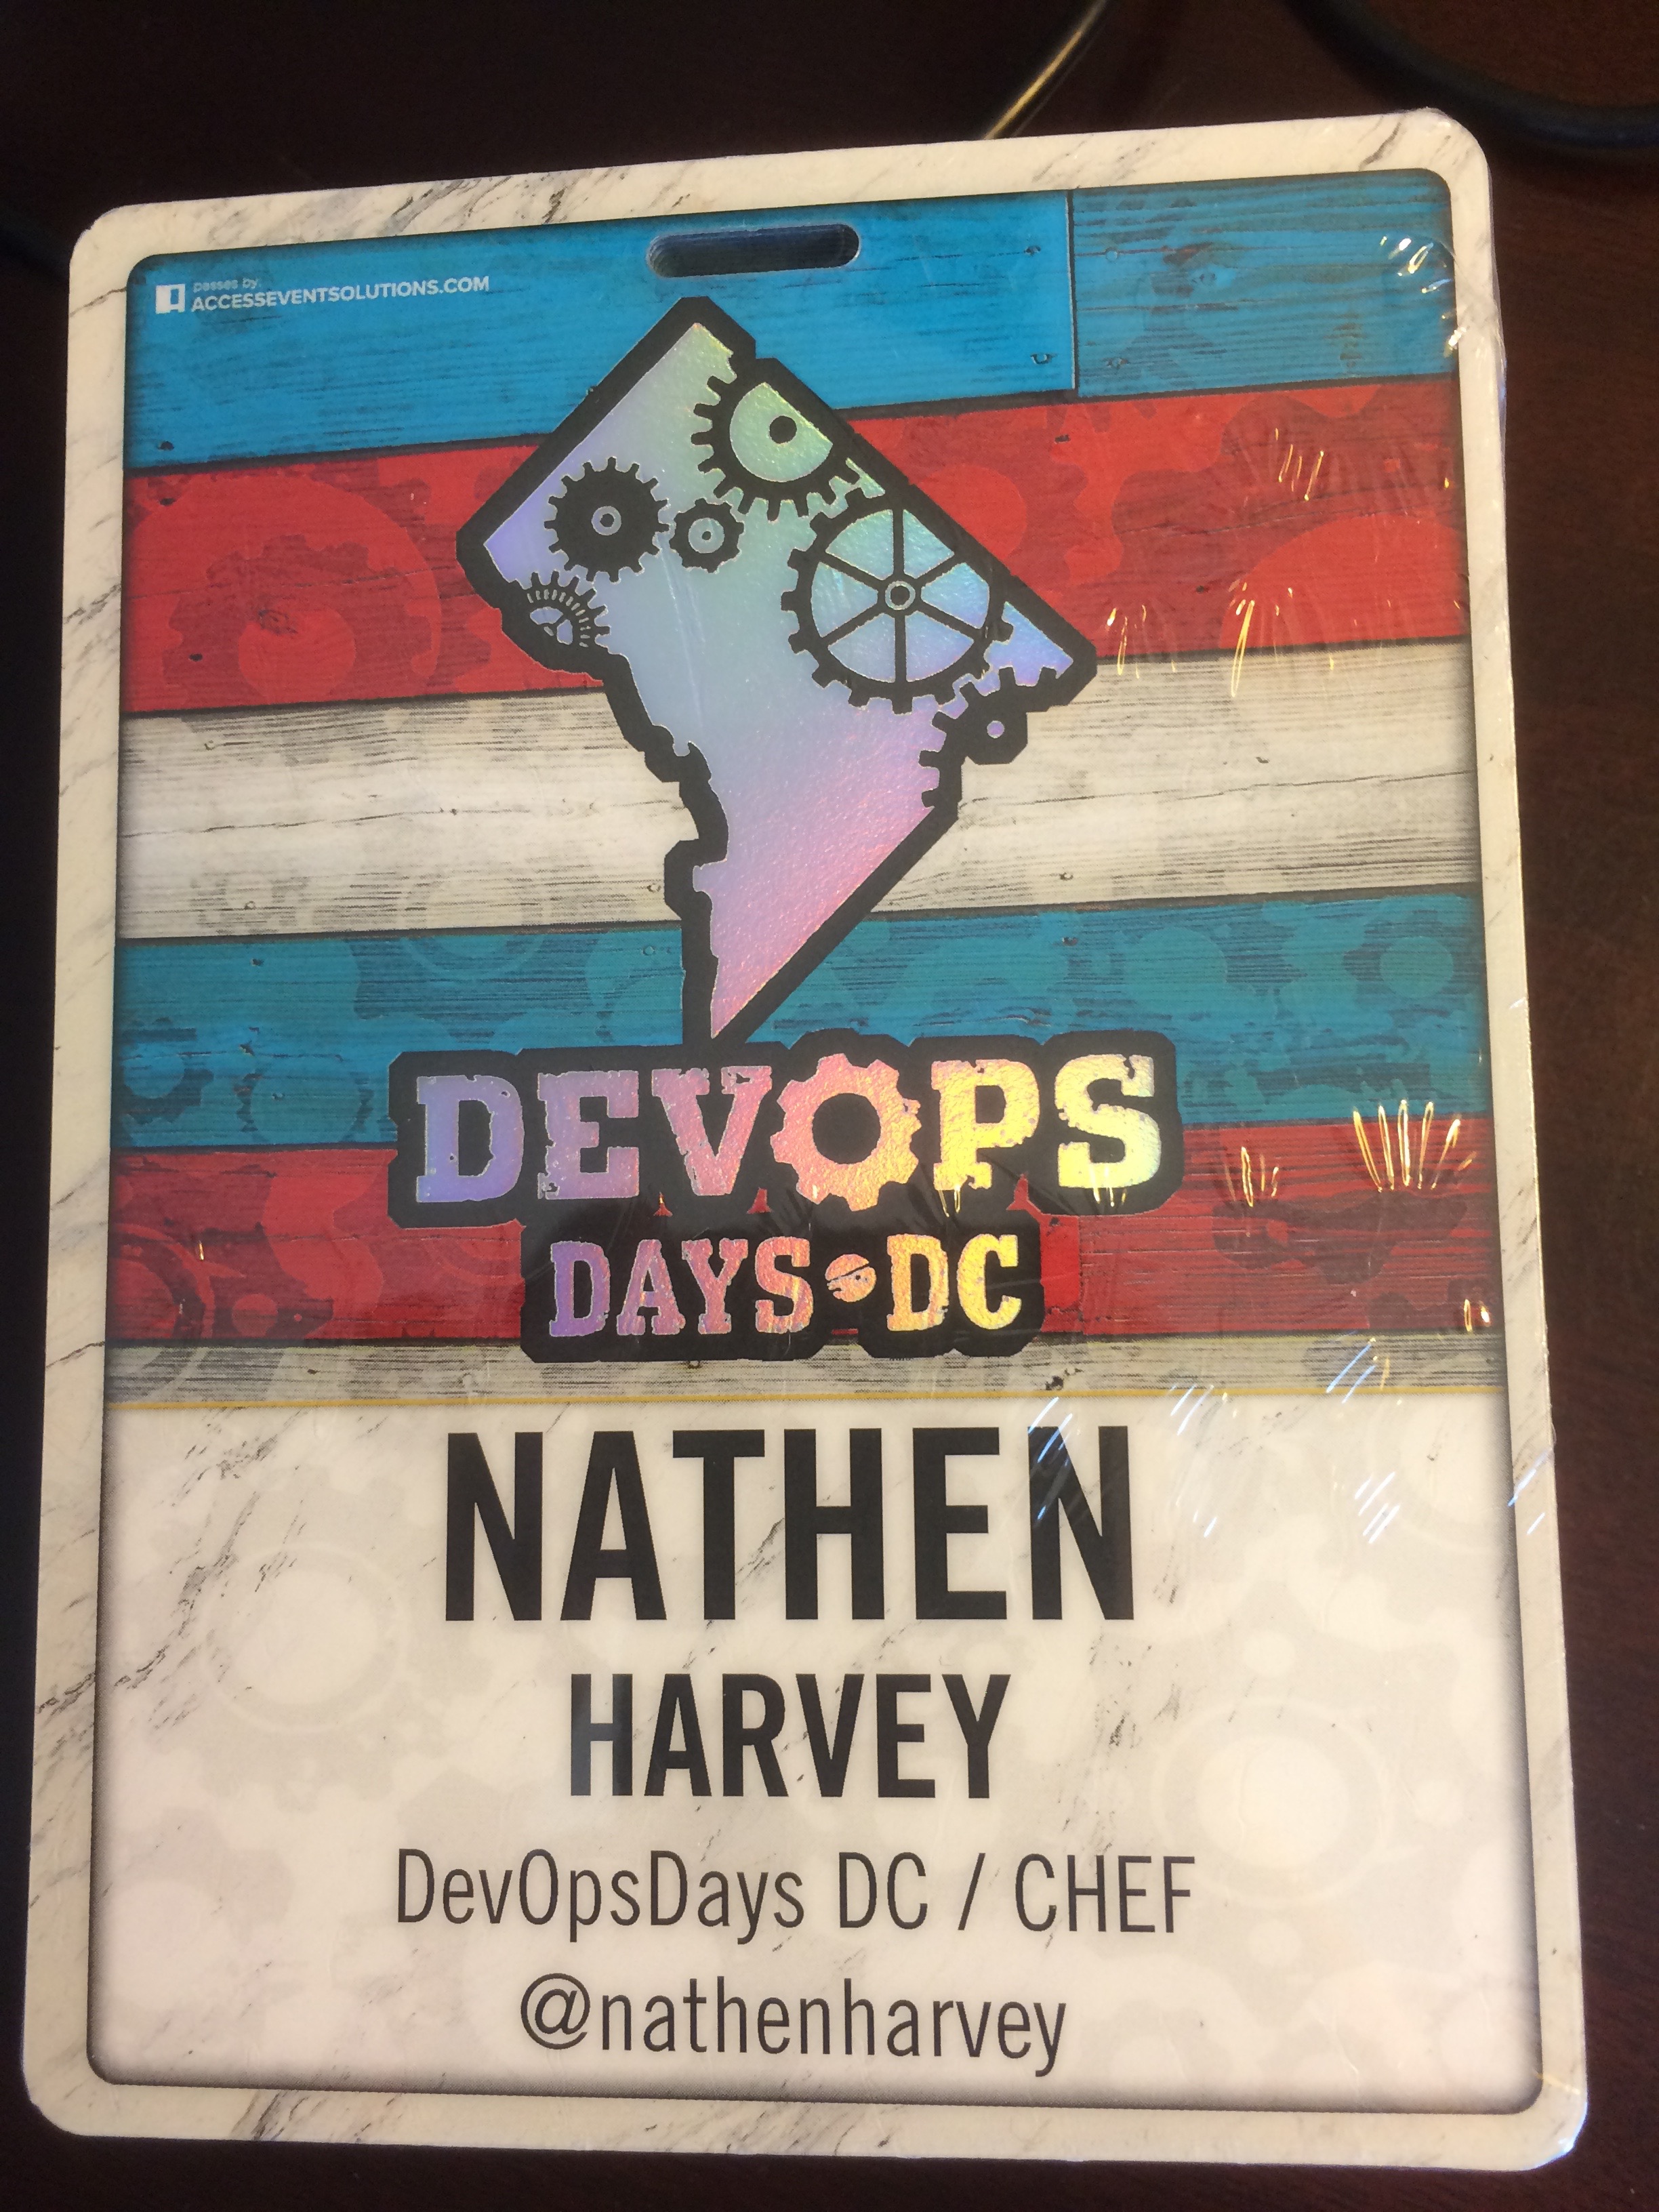 passes by:
ACCESSEVENTSOLUTIONS.COM
DEVOPS
DAYS DC
NATHEN
HARVEY
DevOpsDays DC / CHEF
@nathenharvey